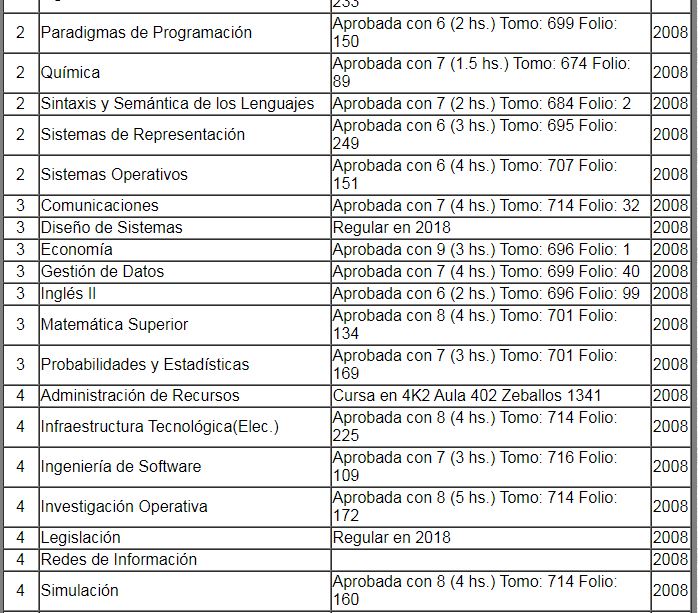 233
2 Paradigmas de Programación Aprobada con 6 (2 hs.) Tomo: 699 Folio: 2008
150
2 Química Aprobada con 7 (1.5 hs.) Tomo: 674 Folio: 2008
89
2 Sintaxis y Semántica de los Lenguajes Aprobada con 7 (2 hs.) Tomo: 684 Folio: 2 2008
2 Sistemas de Representación Aprobada con 6 (3 hs.) Tomo: 695 Folio: 2008
249
2 Sistemas Operativos Aprobada con 6 (4 hs.) Tomo: 707 Folio: 2008
151
3 Comunicaciones Aprobada con 7 (4 hs.) Tomo: 714 Folio: 32 2008
3 Diseño de Sistemas Regular en 2018 2008
3 Economía Aprobada con 9 (3 hs.) Tomo: 696 Folio: 1 2008
3 Gestión de Datos Aprobada con 7 (4 hs.) Tomo: 699 Folio: 40 2008
3 Inglés II Aprobada con 6 (2 hs.) Tomo: 696 Folio: 99 2008
3 Matemática Superior Aprobada con 8 (4 hs.) Tomo: 701 Folio: 2008
134
3 Probabilidades y Estadísticas Aprobada con 7 (3 hs.) Tomo: 701 Folio: 2008
169
4 Administración de Recursos Cursa en 4K2 Aula 402 Zeballos 1341 2008
4 Infraestructura Tecnológica(Elec.) Aprobada con 8 (4 hs.) Tomo: 714 Folio: 2008
225
4 Ingeniería de Software Aprobada con 7 (3 hs.) Tomo: 716 Folio: 2008
109
4 Investigación Operativa Aprobada con 8 (5 hs.) Tomo: 714 Folio: 2008
172
4 Legislación Regular en 2018 2008
4 Redes de Información 2008
4 Simulación Aprobada con 8 (4 hs.) Tomo: 714 Folio: 2008
160